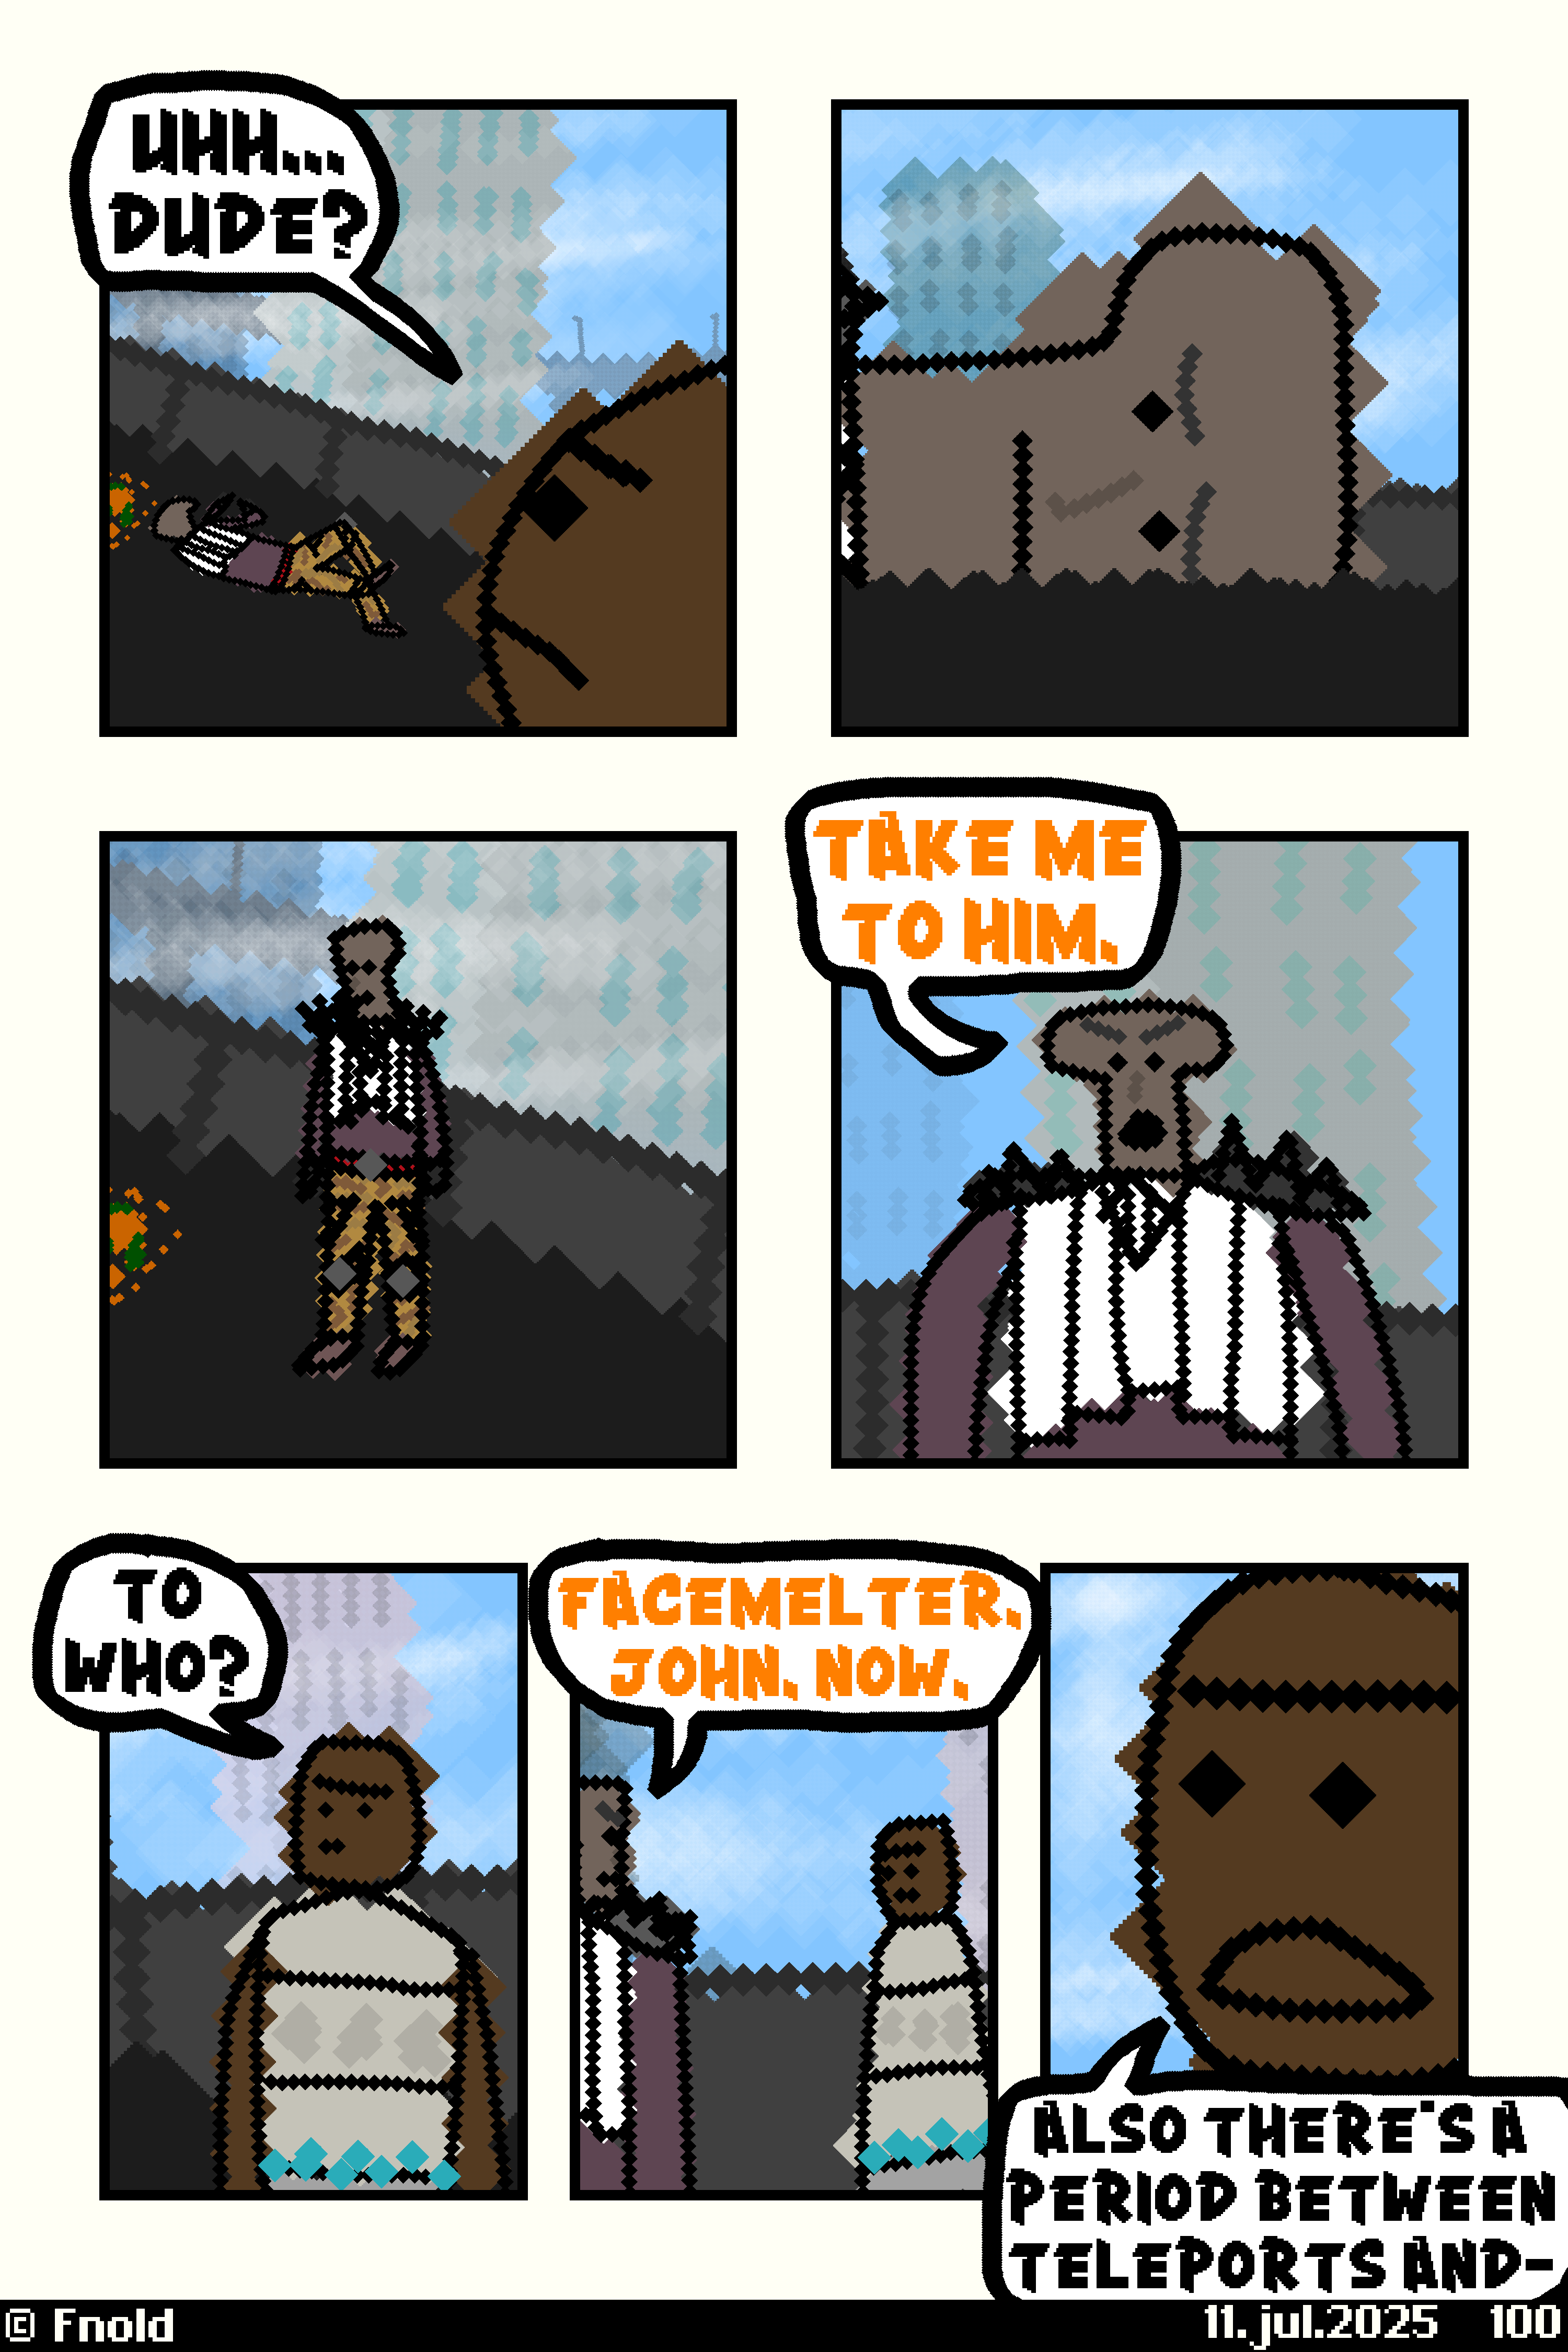 UHH...
DUDE?
TAKE ME
TO HIM.
TO
WHO?
FACEMELTER.
JOHN. NOW.
ALSO THERE'S A
PERIOD BETWEEN
TELEPORTS AND-
© Fnold
11.jul.2025 100